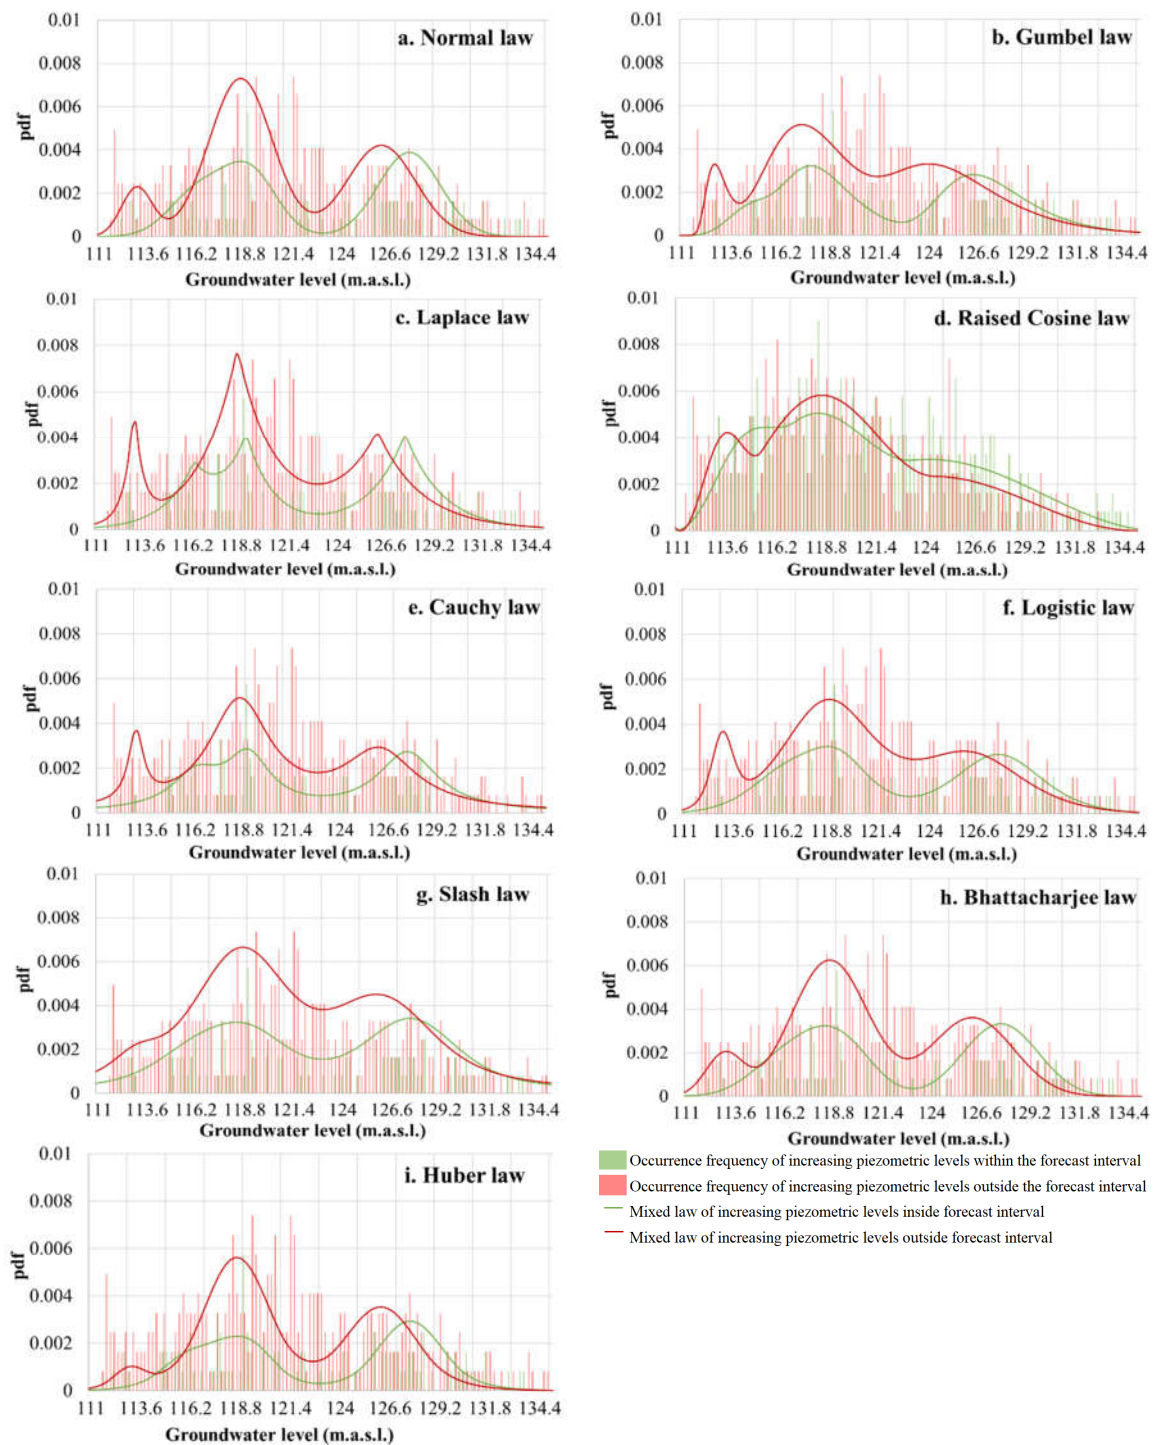 0.01
0.008
0.006
0.004
0.002
0
pdf
a. Normal law
111 113.6 116.2 118.8 121.4 124 126.6 129.2 131.8 134.4
Groundwater level (m.a.s.l.)
0.01
0.008
0.006
0.004
0.002
0
pdf
b. Gumbel law
111 113.6 116.2 118.8 121.4 124 126.6 129.2 131.8 134.4
Groundwater level (m.a.s.l.)
0.01
0.008
0.006
0.004
0.002
0
pdf
c. Laplace law
111 113.6 116.2 118.8 121.4 124 126.6 129.2 131.8 134.4
Groundwater level (m.a.s.l.)
0.01
0.008
0.006
0.004
0.002
0
pdf
d. Raised Cosine law
111 113.6 116.2 118.8 121.4 124 126.6 129.2 131.8 134.4
Groundwater level (m.a.s.l.)
0.01
0.008
0.006
0.004
0.002
0
pdf
e. Cauchy law
111 113.6 116.2 118.8 121.4 124 126.6 129.2 131.8 134.4
Groundwater level (m.a.s.l.)
0.01
0.008
0.006
0.004
0.002
0
pdf
f. Logistic law
111 113.6 116.2 118.8 121.4 124 126.6 129.2 131.8 134.4
Groundwater level (m.a.s.l.)
0.01
0.008
0.006
0.004
0.002
0
pdf
g. Slash law
111 113.6 116.2 118.8 121.4 124 126.6 129.2 131.8 134.4
Groundwater level (m.a.s.l.)
0.01
0.008
0.006
0.004
0.002
0
pdf
h. Bhattacharjee law
111 113.6 116.2 118.8 121.4 124 126.6 129.2 131.8 134.4
Groundwater level (m.a.s.l.)
0.01
0.008
0.006
0.004
0.002
0
pdf
i. Huber law
111 113.6 116.2 118.8 121.4 124 126.6 129.2 131.8 134.4
Groundwater level (m.a.s.l.)
Occurrence frequency of increasing piezometric levels within the forecast interval
Occurrence frequency of increasing piezometric levels outside the forecast interval
Mixed law of increasing piezometric levels inside forecast interval
Mixed law of increasing piezometric levels outside forecast interval